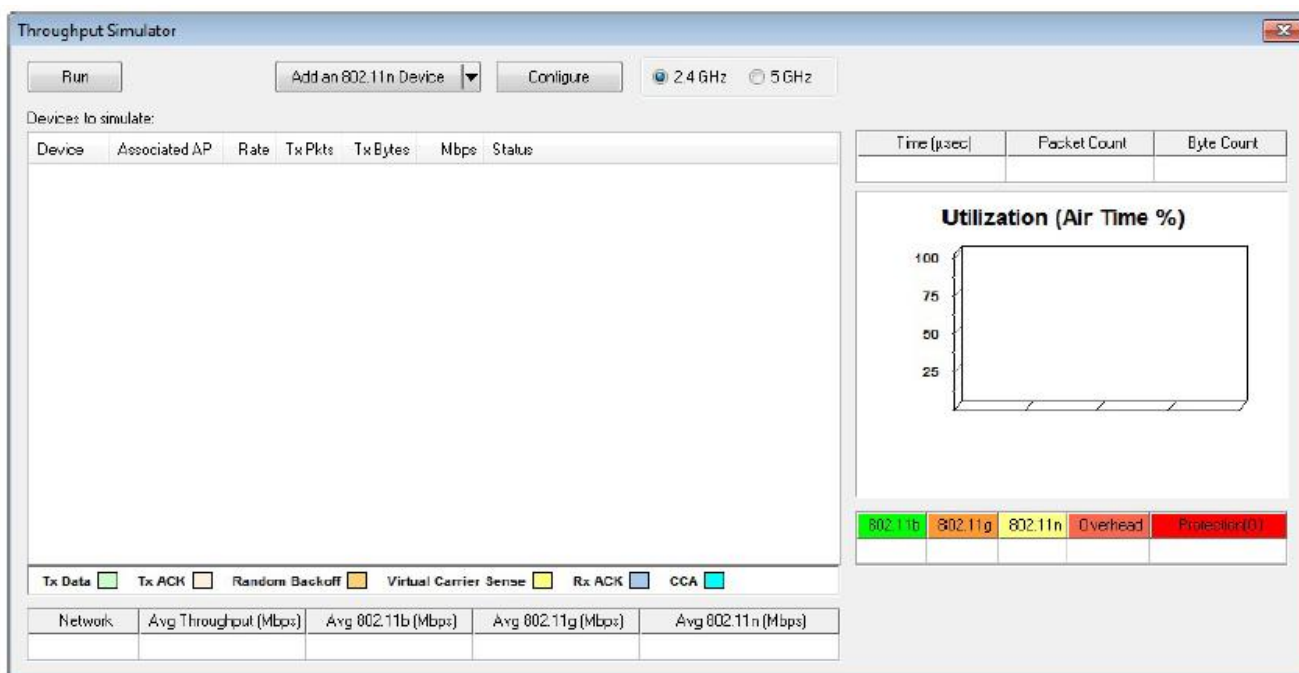 Throughput Simulator
Run
Add an 802.11n Device
Configure
2.4 GHz
5 GHz
Devices to simulate:
Device Associated AP Rate Tx Pkts Tx Bytes Mbps Status
Time (µsec) Packet Count Byte Count
Utilization (Air Time %)
100
75
50
25
802.11b 802.11g 802.11n Overhead Protection(G)
Tx Data Tx ACK Random Backoff Virtual Carrier Sense Rx ACK CCA
Network Avg Throughput (Mbps) Avg 802.11b (Mbps) Avg 802.11g (Mbps) Avg 802.11n (Mbps)